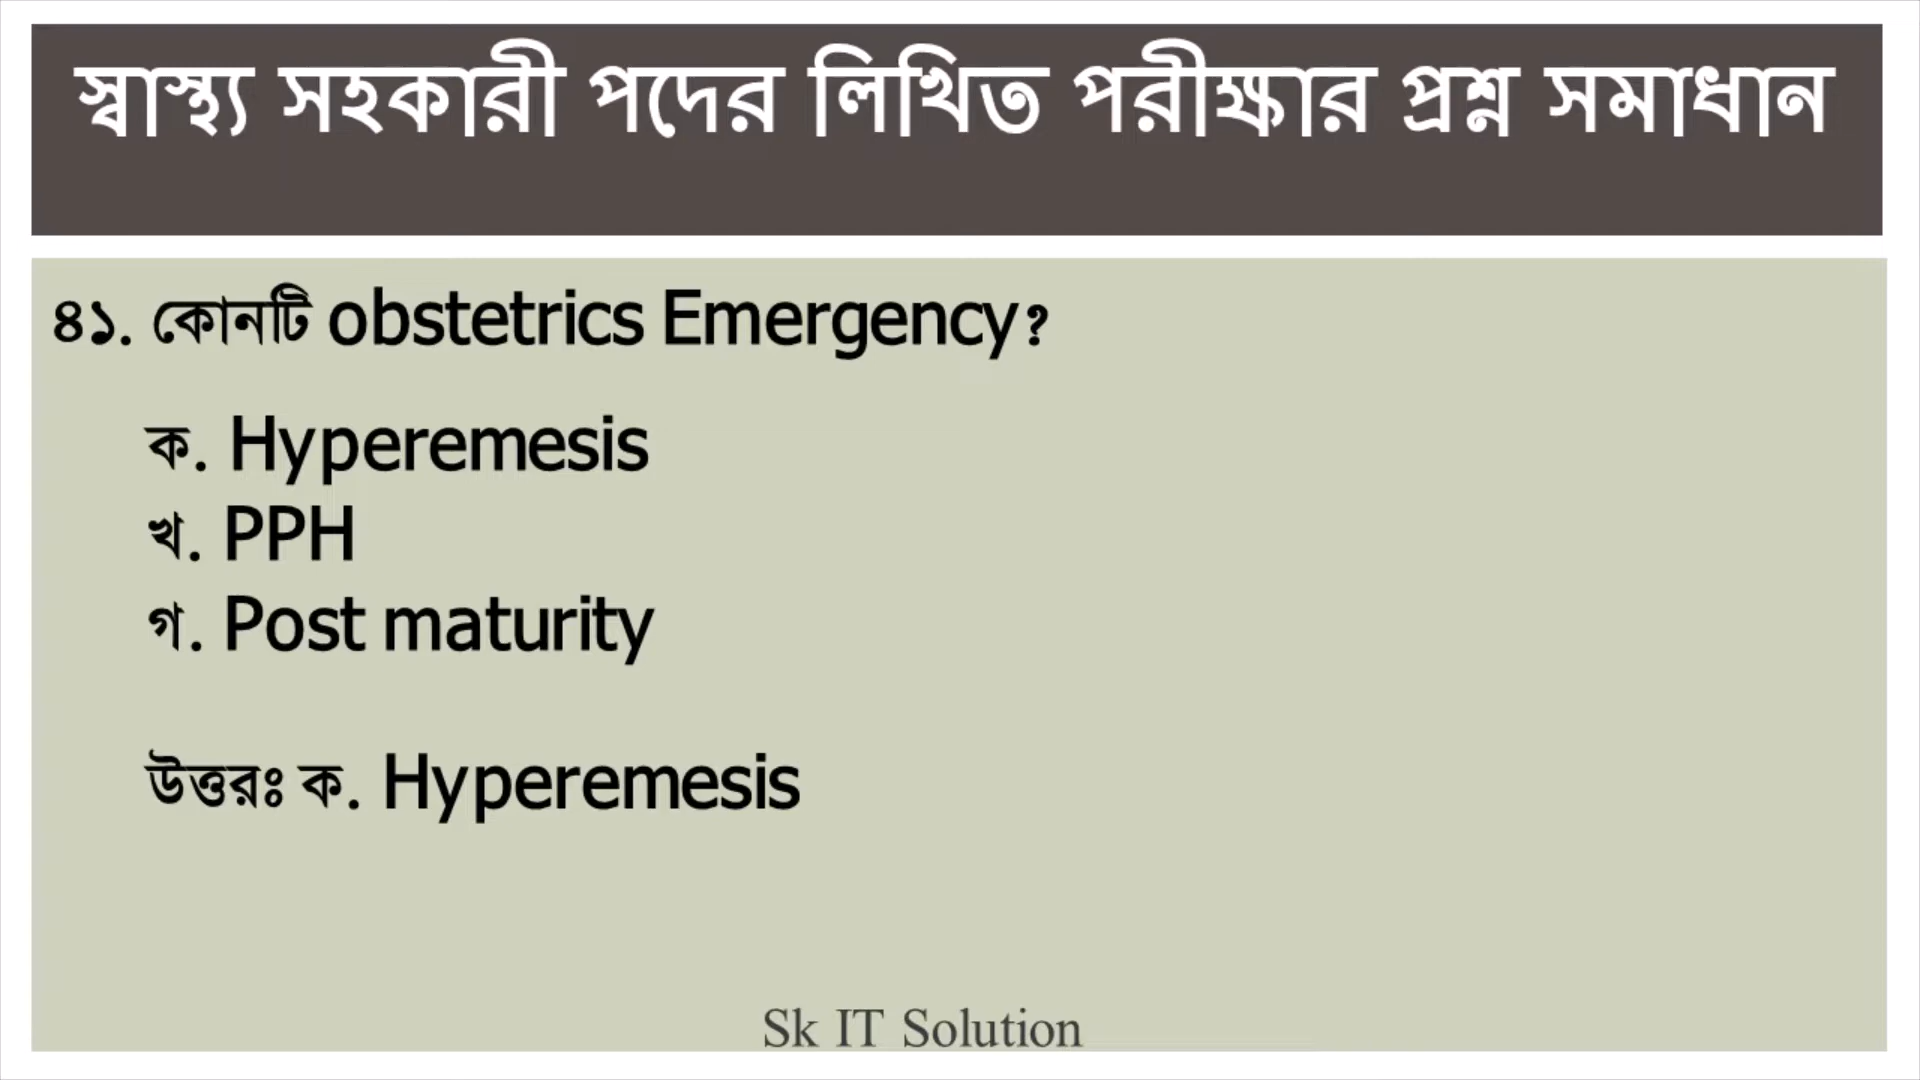 স্বাস্থ্য সহকারী পদের লিখিত পরীক্ষার প্রশ্ন সমাধান
৪১. কোনটি obstetrics Emergency?
ক. Hyperemesis
খ. PPH
গ. Post maturity
উত্তরঃ ক. Hyperemesis
Sk IT Solution